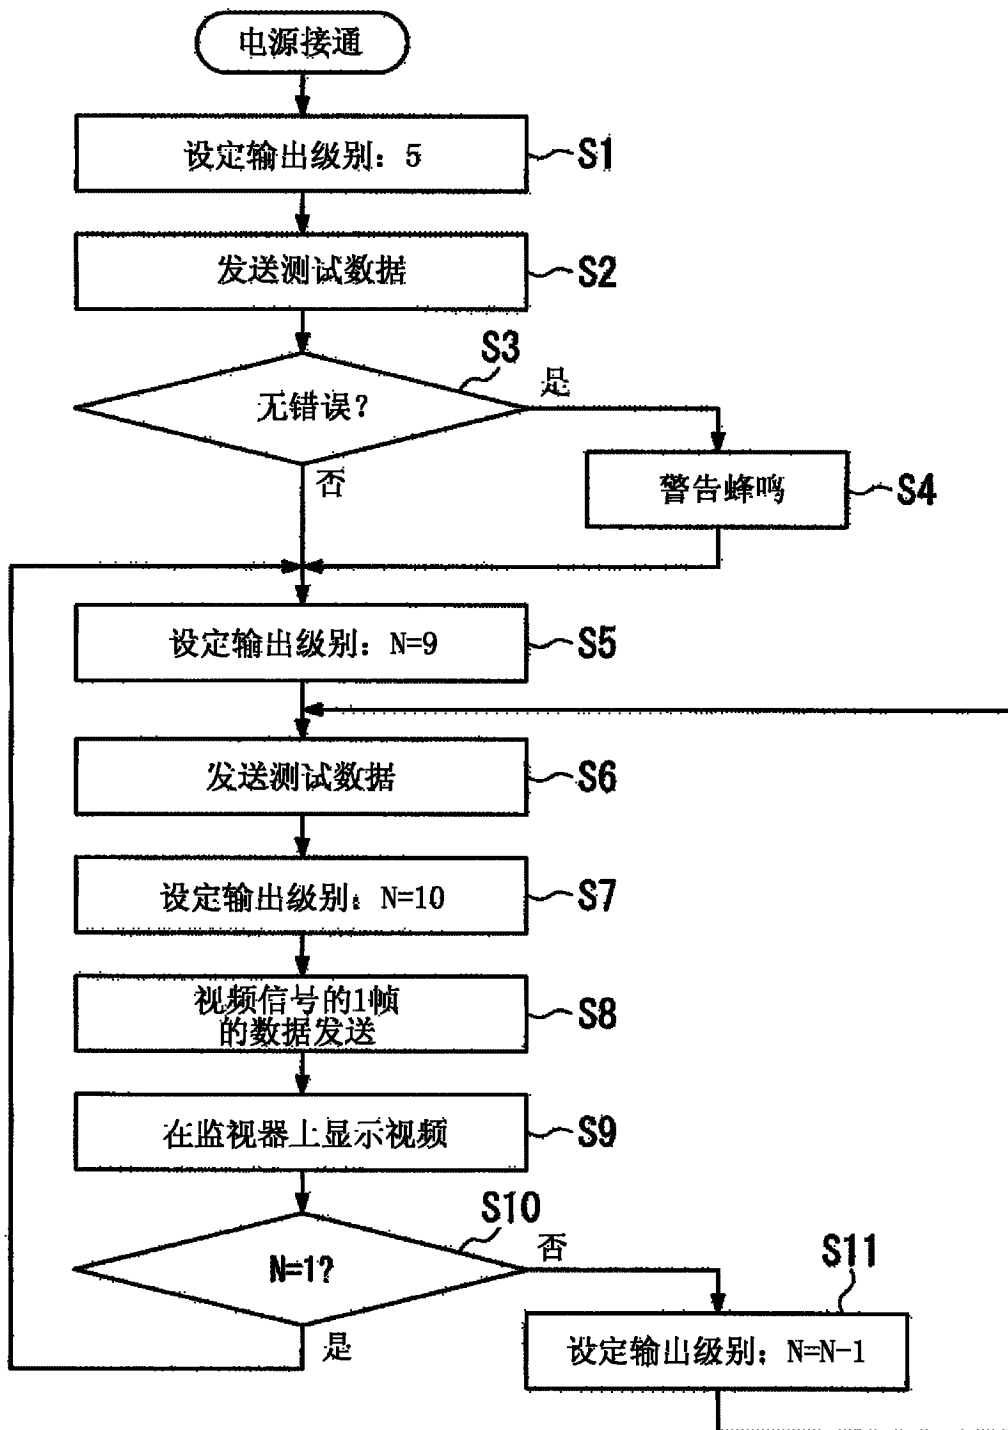 电源接通
设定输出级别：5
S1
发送测试数据
S2
S3
无错误？
是
否
警告蜂鸣
S4
设定输出级别：N=9
S5
发送测试数据
S6
设定输出级别：N=10
S7
视频信号的1帧
的数据发送
S8
在监视器上显示视频
S9
S10
N=1?
否
是
S11
设定输出级别；N=N-1